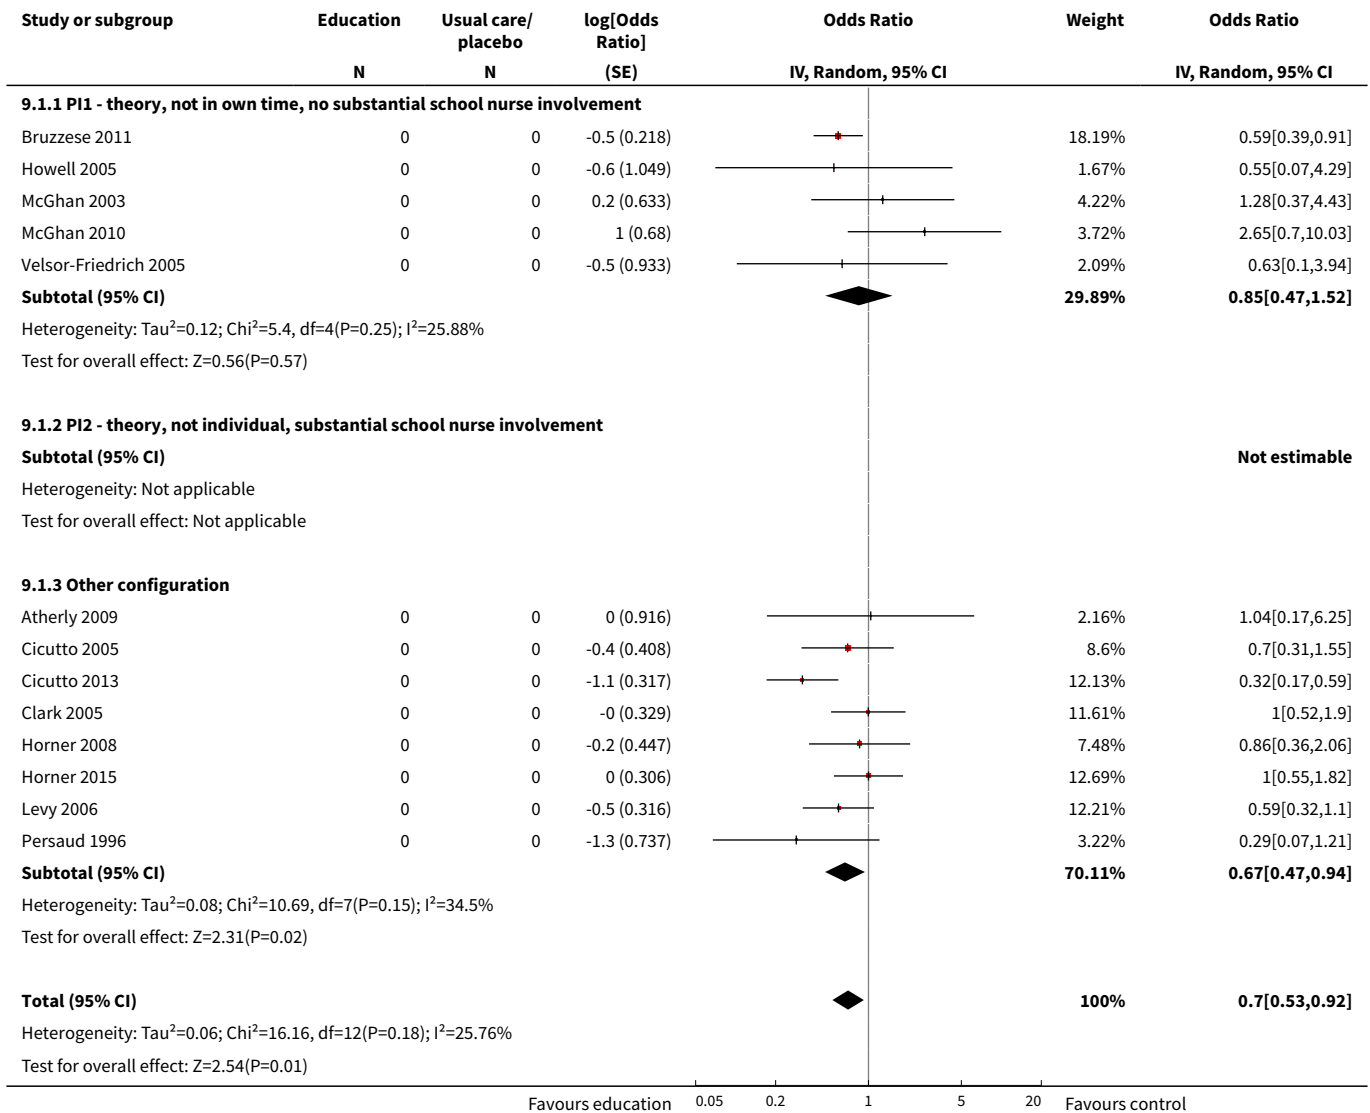 Study or subgroup Education Usual care/ log[Odds Odds Ratio Weight Odds Ratio
placebo Ratio]
N N (SE) IV, Random, 95% CI IV, Random, 95% CI
9.1.1 PI1 - theory, not in own time, no substantial school nurse involvement
Bruzzese 2011 0 0 -0.5 (0.218) 18.19% 0.59[0.39,0.91]
Howell 2005 0 0 -0.6 (1.049) 1.67% 0.55[0.07,4.29]
McGhan 2003 0 0 0.2 (0.633) 4.22% 1.28[0.37,4.43]
McGhan 2010 0 0 1 (0.68) 3.72% 2.65[0.7,10.03]
Velsor-Friedrich 2005 0 0 -0.5 (0.933) 2.09% 0.63[0.1,3.94]
Subtotal (95% CI) 29.89% 0.85[0.47,1.52]
Heterogeneity: Tau²=0.12; Chi²=5.4, df=4(P=0.25); I²=25.88%
Test for overall effect: Z=0.56(P=0.57)
9.1.2 PI2 - theory, not individual, substantial school nurse involvement
Subtotal (95% CI) Not estimable
Heterogeneity: Not applicable
Test for overall effect: Not applicable
9.1.3 Other configuration
Atherly 2009 0 0 0 (0.916) 2.16% 1.04[0.17,6.25]
Cicutto 2005 0 0 -0.4 (0.408) 8.6% 0.7[0.31,1.55]
Cicutto 2013 0 0 -1.1 (0.317) 12.13% 0.32[0.17,0.59]
Clark 2005 0 0 -0 (0.329) 11.61% 1[0.52,1.9]
Horner 2008 0 0 -0.2 (0.447) 7.48% 0.86[0.36,2.06]
Horner 2015 0 0 0 (0.306) 12.69% 1[0.55,1.82]
Levy 2006 0 0 -0.5 (0.316) 12.21% 0.59[0.32,1.1]
Persaud 1996 0 0 -1.3 (0.737) 3.22% 0.29[0.07,1.21]
Subtotal (95% CI) 70.11% 0.67[0.47,0.94]
Heterogeneity: Tau²=0.08; Chi²=10.69, df=7(P=0.15); I²=34.5%
Test for overall effect: Z=2.31(P=0.02)
Total (95% CI) 100% 0.7[0.53,0.92]
Heterogeneity: Tau²=0.06; Chi²=16.16, df=12(P=0.18); I²=25.76%
Test for overall effect: Z=2.54(P=0.01)
Favours education 0.05 0.2 1 5 20 Favours control